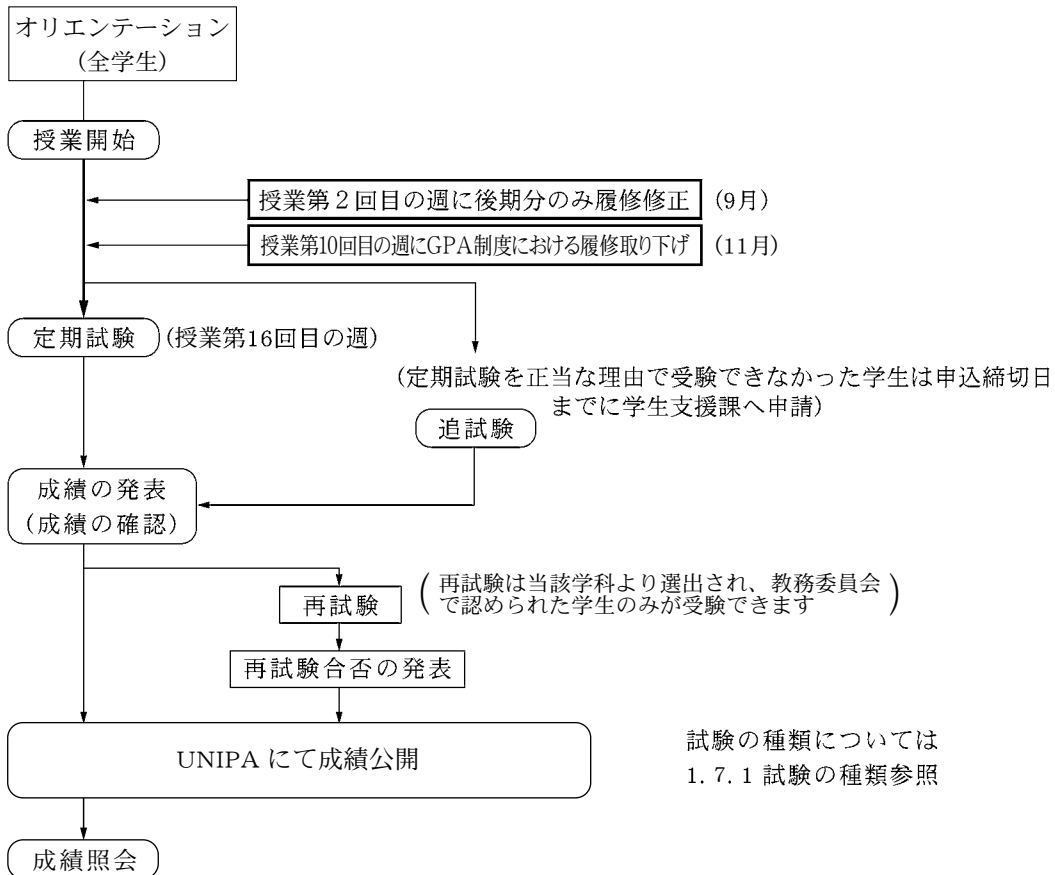 オリエンテーション
(全学生)
授業開始
授業第２回目の週に後期分のみ履修修正 (9月)
授業第10回目の週にGPA制度における履修取り下げ (11月)
定期試験 (授業第16回目の週)
(定期試験を正当な理由で受験できなかった学生は申込締切日
までに学生支援課へ申請)
追試験
成績の発表
(成績の確認)
再試験は当該学科より選出され、教務委員会
再試験 (で認められた学生のみが受験できます)
再試験合否の発表
UNIPA にて成績公開
試験の種類については
1.7.1 試験の種類参照
成績照会